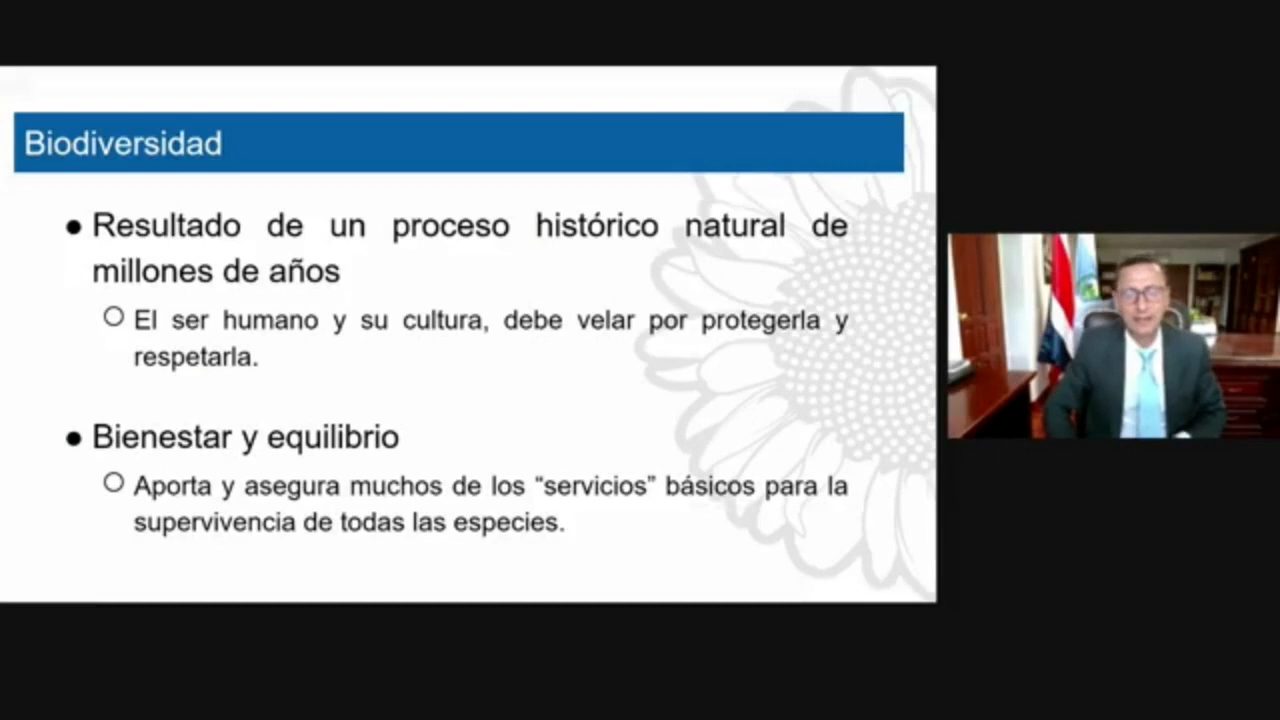 Biodiversidad
● Resultado de un proceso histórico natural de
millones de años
○ El ser humano y su cultura, debe velar por protegerla y
respetarla.
● Bienestar y equilibrio
○ Aporta y asegura muchos de los “servicios” básicos para la
supervivencia de todas las especies.